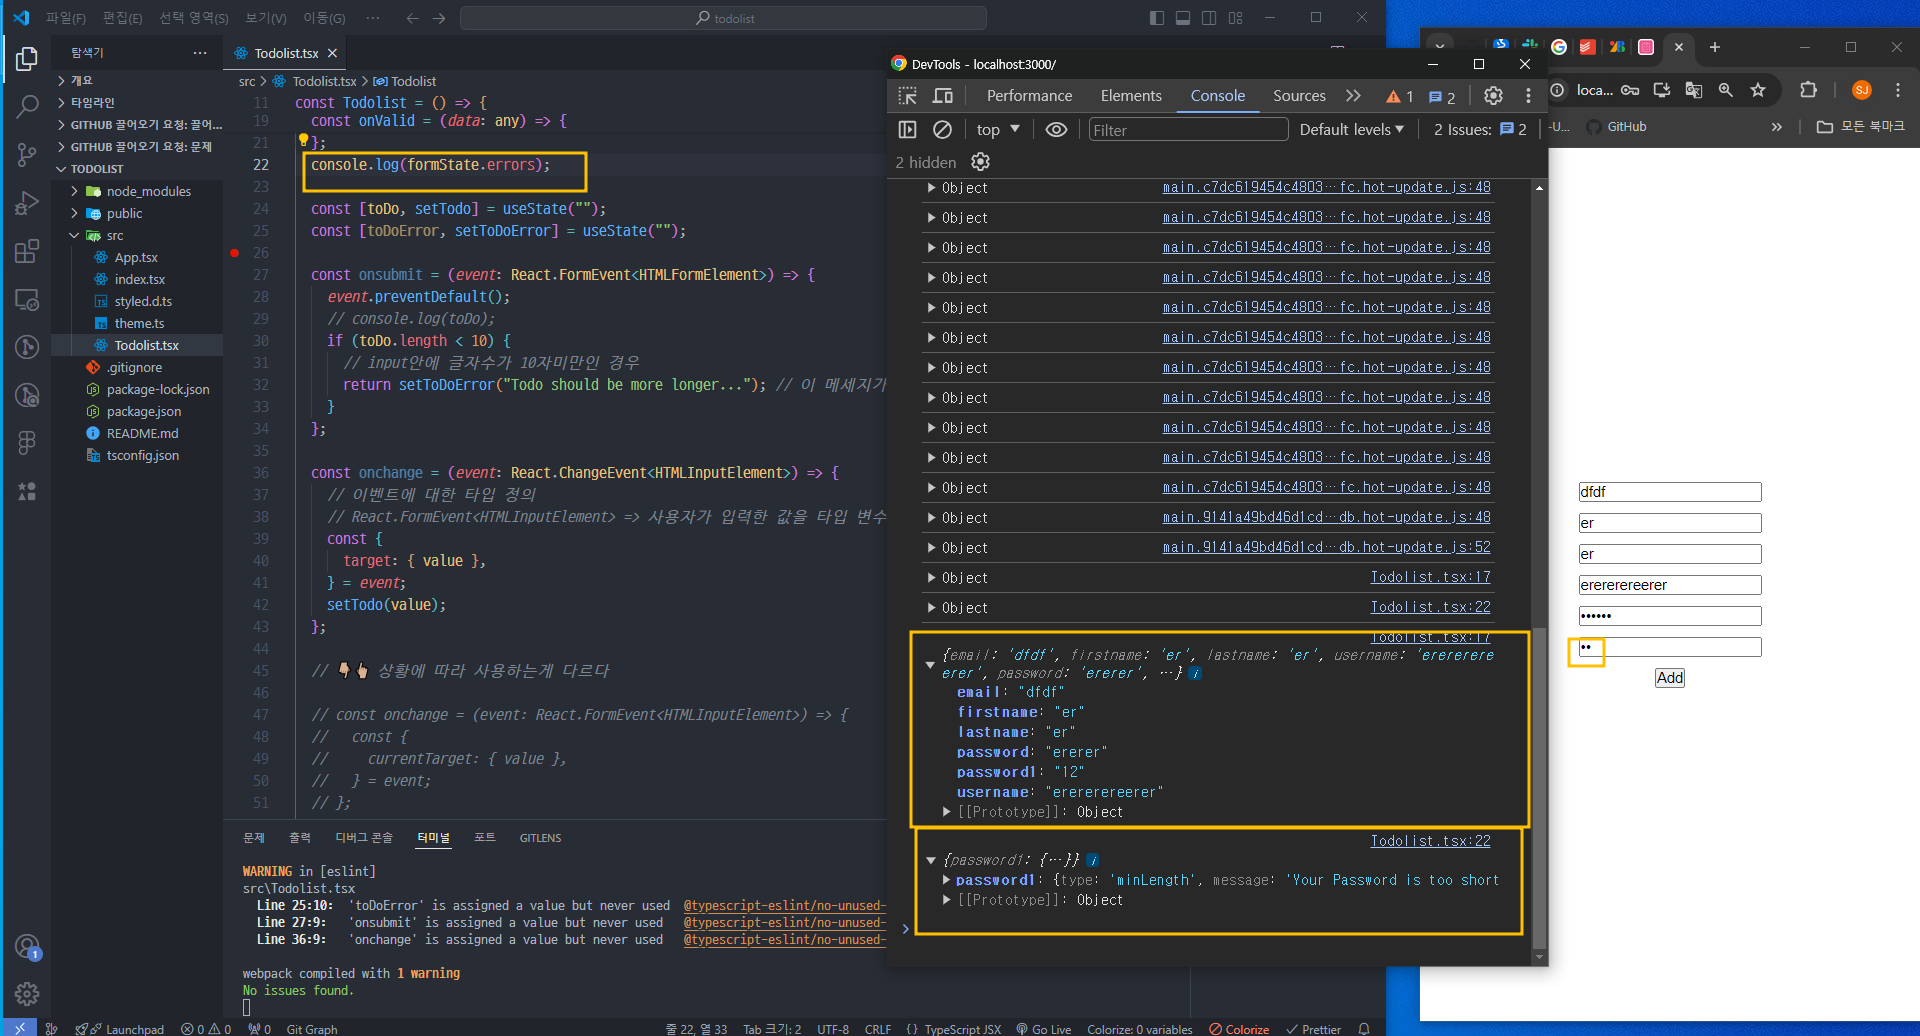 파일(F) 편집(E) 선택 영역(S) 보기(V) 이동(G) ··· todolist
탐색기 ···
개요
타임라인
GITHUB 끌어오기 요청: 끌어...
GITHUB 끌어오기 요청: 문제
TODOLIST
node_modules
public
src
App.tsx
index.tsx
styled.d.ts
theme.ts
Todolist.tsx
.gitignore
package-lock.json
package.json
README.md
tsconfig.json
1
Todolist.tsx
src > Todolist.tsx > Todolist
11 const Todolist = () => {
19 const onValid = (data: any) => {
21 };
22 console.log(formState.errors);
23
24 const [toDo, setTodo] = useState("");
25 const [toDoError, setToDoError] = useState("");
26
27 const onsubmit = (event: React.FormEvent<HTMLFormElement>) => {
28 event.preventDefault();
29 // console.log(toDo);
30 if (toDo.length < 10) {
31 // input안에 글자수가 10자미만인 경우
32 return setToDoError("Todo should be more longer..."); // 이 메세지가
33 }
34 };
35
36 const onchange = (event: React.ChangeEvent<HTMLInputElement>) => {
37 // 이벤트에 대한 타입 정의
38 // React.FormEvent<HTMLInputElement> => 사용자가 입력한 값을 타입 변수
39 const {
40 target: { value },
41 } = event;
42 setTodo(value);
43 };
44
45 // 👇👆 상황에 따라 사용하는게 다르다
46
47 // const onchange = (event: React.FormEvent<HTMLInputElement>) => {
48 // const {
49 // currentTarget: { value },
50 // } = event;
51 // };
문제 출력 디버그 콘솔 터미널 포트 GITLENS
WARNING in [eslint]
src\Todolist.tsx
Line 25:10: 'toDoError' is assigned a value but never used @typescript-eslint/no-unused-
Line 27:9: 'onsubmit' is assigned a value but never used @typescript-eslint/no-unused-
Line 36:9: 'onchange' is assigned a value but never used @typescript-eslint/no-unused-
webpack compiled with 1 warning
No issues found.
Launchpad 0 0 0 Git Graph 줄 22, 열 33 Tab 크기: 2 UTF-8 CRLF {} TypeScript JSX Go Live Colorize: 0 variables Colorize Prettier
DevTools - localhost:3000/
Performance Elements Console Sources 1 2
top Filter Default levels 2 Issues: 2
2 hidden
Object main.c7dc619454c4803…fc.hot-update.js:48
Object main.c7dc619454c4803…fc.hot-update.js:48
Object main.c7dc619454c4803…fc.hot-update.js:48
Object main.c7dc619454c4803…fc.hot-update.js:48
Object main.c7dc619454c4803…fc.hot-update.js:48
Object main.c7dc619454c4803…fc.hot-update.js:48
Object main.c7dc619454c4803…fc.hot-update.js:48
Object main.c7dc619454c4803…fc.hot-update.js:48
Object main.c7dc619454c4803…fc.hot-update.js:48
Object main.c7dc619454c4803…fc.hot-update.js:48
Object main.c7dc619454c4803…fc.hot-update.js:48
Object main.9141a49bd46d1cd…db.hot-update.js:48
Object main.9141a49bd46d1cd…db.hot-update.js:52
Object Todolist.tsx:17
Object Todolist.tsx:22
Todolist.tsx:17
{email: 'dfdf', firstname: 'er', lastname: 'er', username: 'erererere
erer', password: 'ererer', …}
email: "dfdf"
firstname: "er"
lastname: "er"
password: "ererer"
password1: "12"
username: "erererereerer"
[[Prototype]]: Object
Todolist.tsx:22
{password1: {…}}
password1: {type: 'minLength', message: 'Your Password is too short
[[Prototype]]: Object
loca... SJ
-U... GitHub 모든 북마크
dfdf
er
er
erererereerer
••••••
••
Add